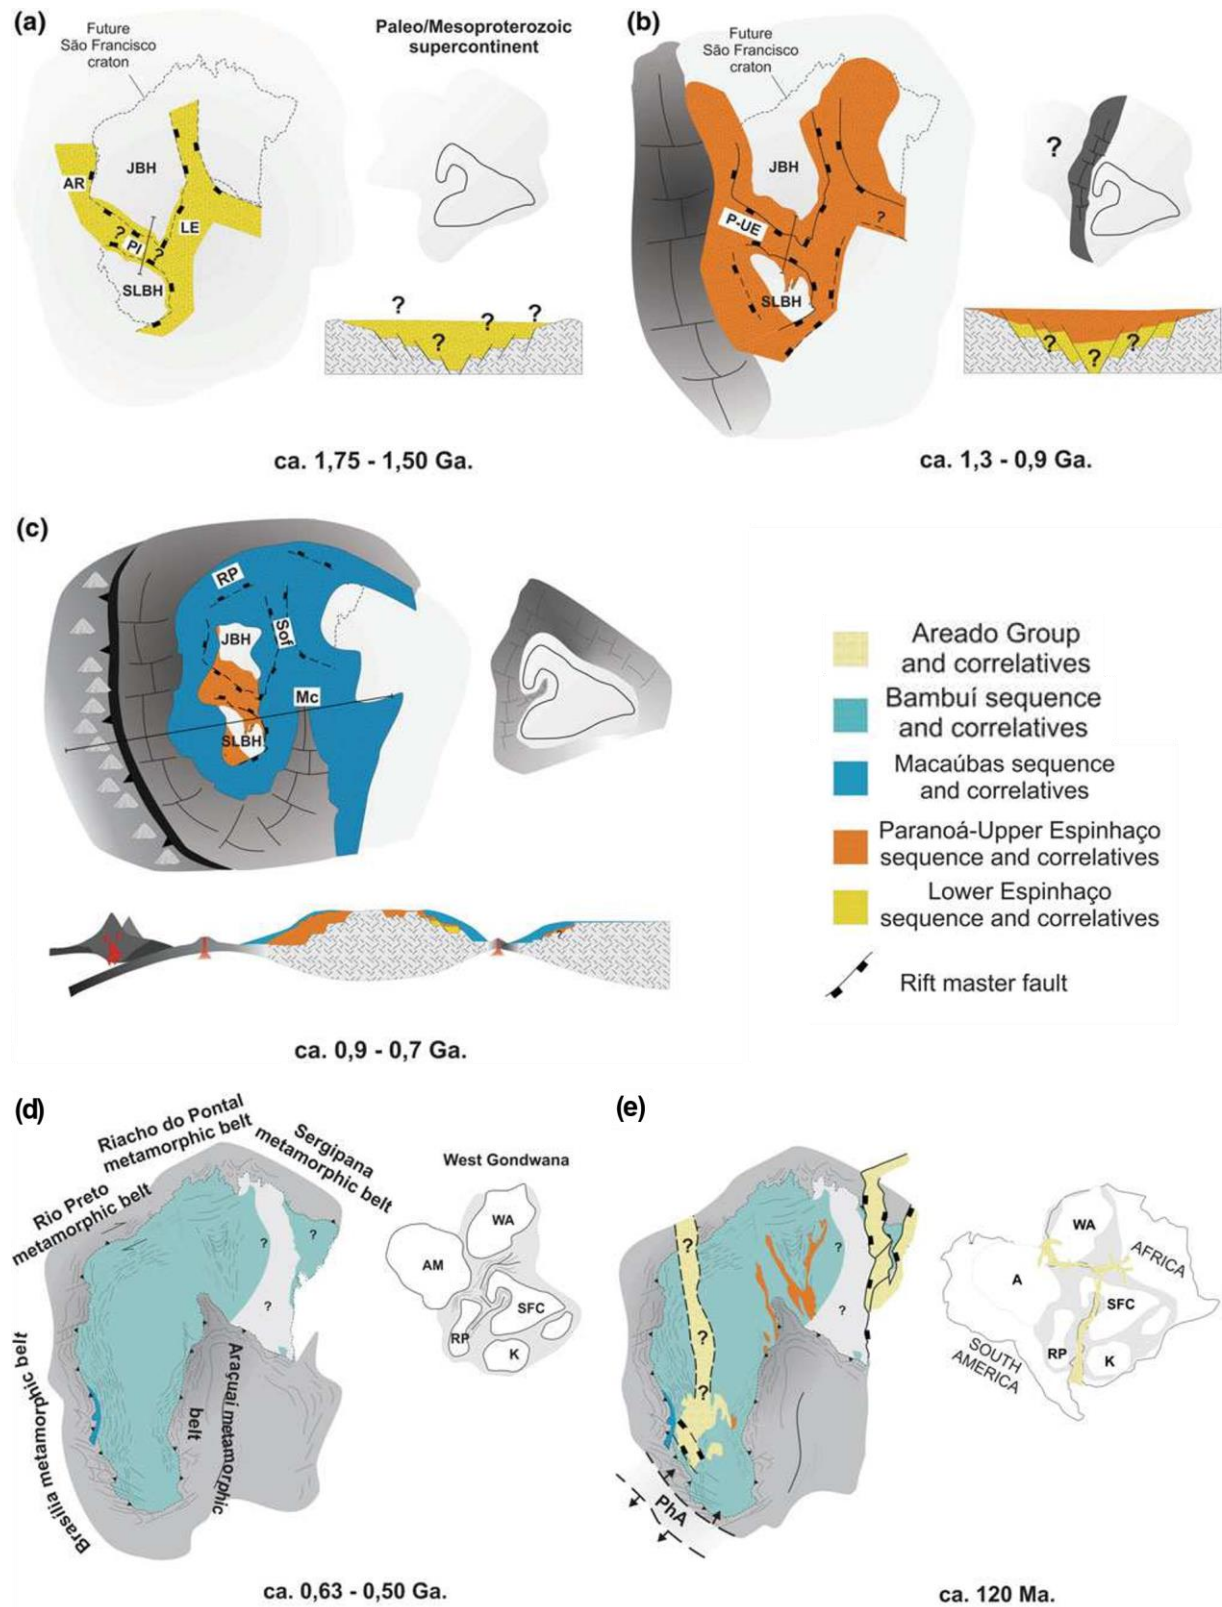 (a)
Future
São Francisco
craton
Paleo/Mesoproterozoic
supercontinent
JBH
AR
LE
?
PI
?
SLBH
?
?
?
?
ca. 1,75 - 1,50 Ga.
(b)
Future
São Francisco
craton
?
JBH
P-UE
?
SLBH
?
?
?
ca. 1,3 - 0,9 Ga.
(c)
RP
JBH
Sof
Mc
SLBH
?
ca. 0,9 - 0,7 Ga.
Areado Group
and correlatives
Bambuí sequence
and correlatives
Macaúbas sequence
and correlatives
Paranoá-Upper Espinhaço
sequence and correlatives
Lower Espinhaço
sequence and correlatives
Rift master fault
(d)
Riacho do Pontal
metamorphic belt
Sergipana
metamorphic belt
Rio Preto
metamorphic belt
?
?
?
Brasília metamorphic belt
Araçuai metamorphic
belt
West Gondwana
WA
AM
SFC
RP
K
ca. 0,63 - 0,50 Ga.
(e)
?
?
?
?
?
PhA
WA
AFRICA
A
SFC
RP
K
SOUTH
AMERICA
ca. 120 Ma.